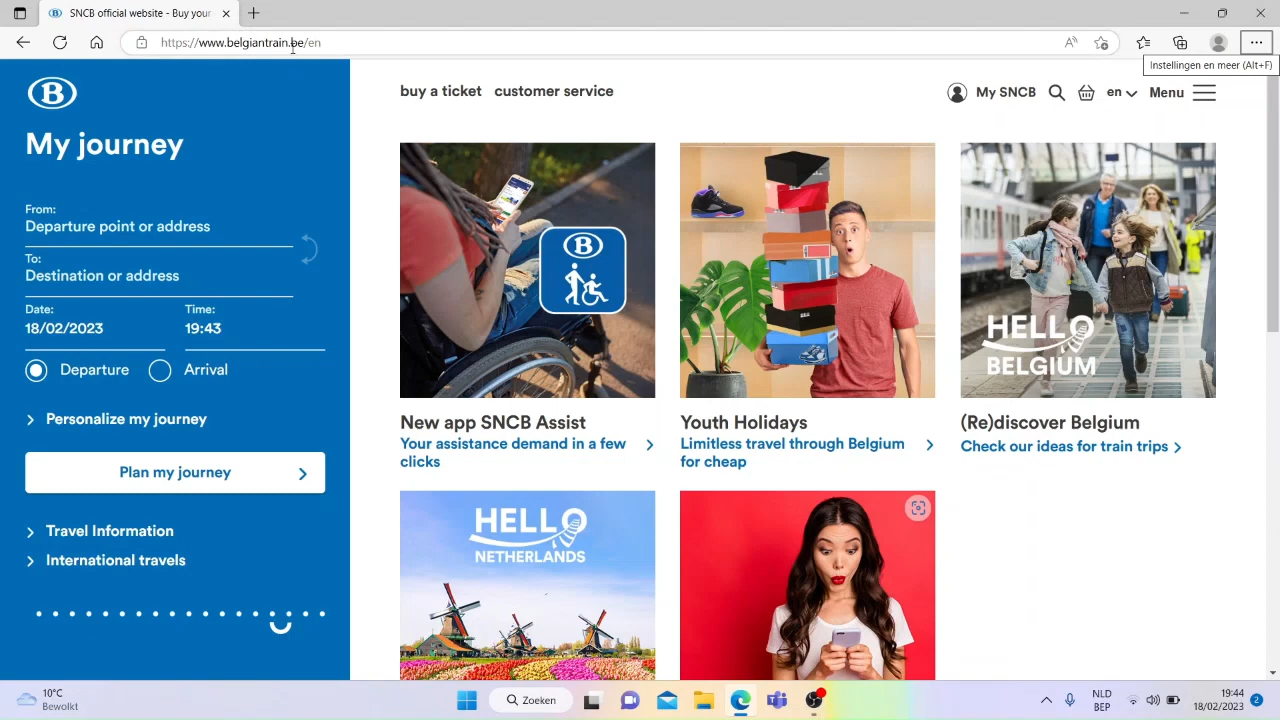 SNCB official website - Buy your
https://www.belgiantrain.be/en
Instellingen en meer (Alt+F)
B
My journey
From:
Departure point or address
To:
Destination or address
Date:
18/02/2023
Time:
19:43
Departure
Arrival
Personalize my journey
Plan my journey
Travel Information
International travels
buy a ticket
customer service
My SNCB
en
Menu
B
New app SNCB Assist
Your assistance demand in a few
clicks
Youth Holidays
Limitless travel through Belgium
for cheap
HELLO
BELGIUM
(Re)discover Belgium
Check our ideas for train trips
HELLO
NETHERLANDS
10°C
Bewolkt
Zoeken
NLD
BEP
19:44
18/02/2023
2